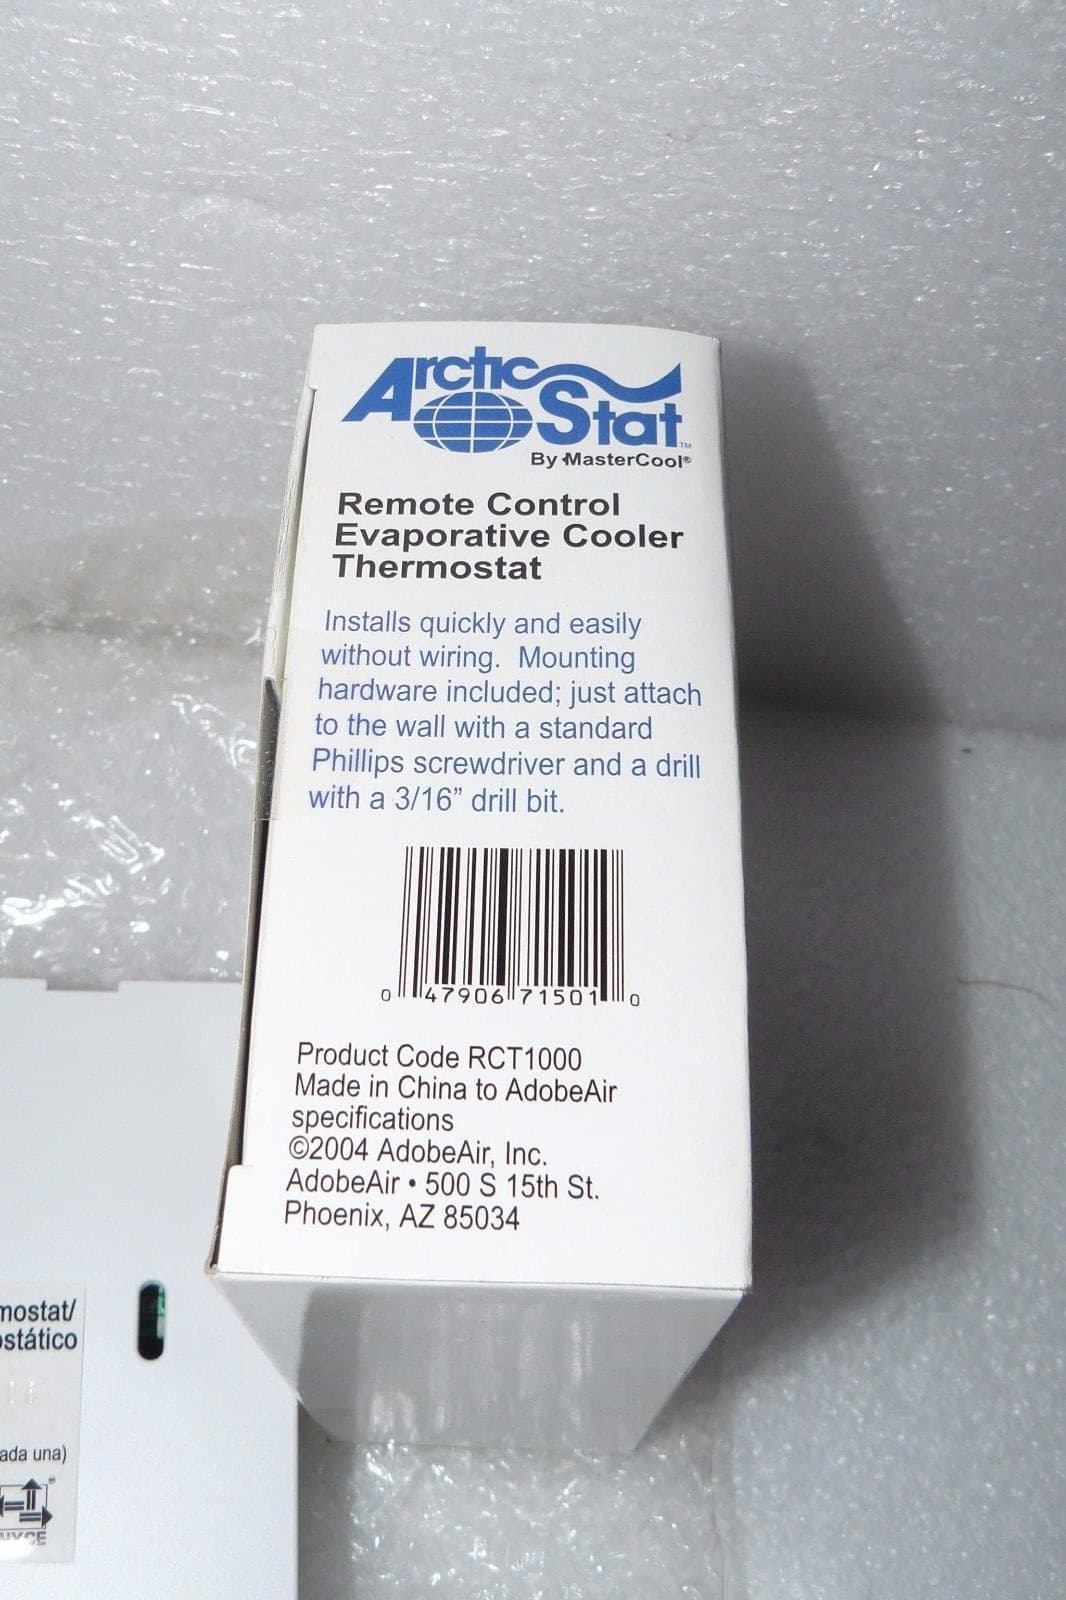 Arctic
Stat™
By MasterCool®
Remote Control
Evaporative Cooler
Thermostat
Installs quickly and easily
without wiring. Mounting
hardware included; just attach
to the wall with a standard
Phillips screwdriver and a drill
with a 3/16” drill bit.
0 47906 71501 0
Product Code RCT1000
Made in China to AdobeAir
specifications
©2004 AdobeAir, Inc.
AdobeAir • 500 S 15th St.
Phoenix, AZ 85034
mostat/
ostático
ada una)
NYCE